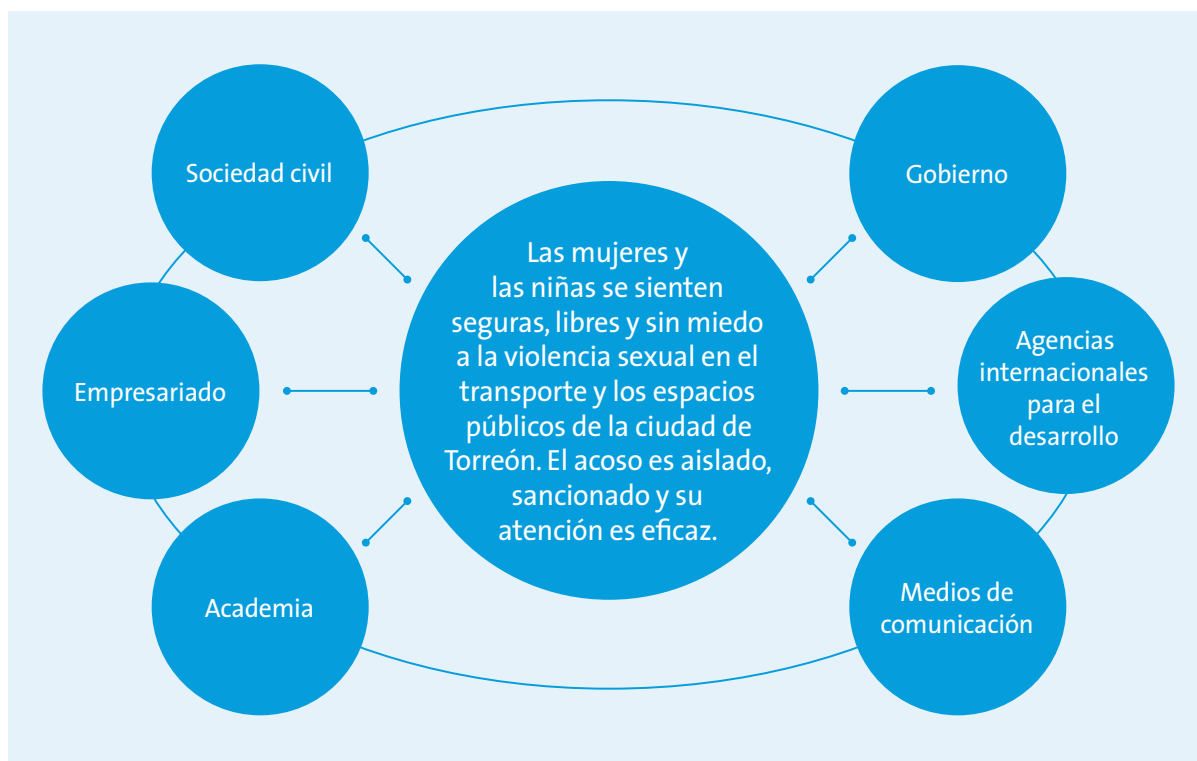 Sociedad civil
Gobierno
Las mujeres y
las niñas se sienten
seguras, libres y sin miedo
a la violencia sexual en el
transporte y los espacios
públicos de la ciudad de
Torreón. El acoso es aislado,
sancionado y su
atención es eficaz.
Empresariado
Agencias
internacionales
para el
desarrollo
Academia
Medios de
comunicación